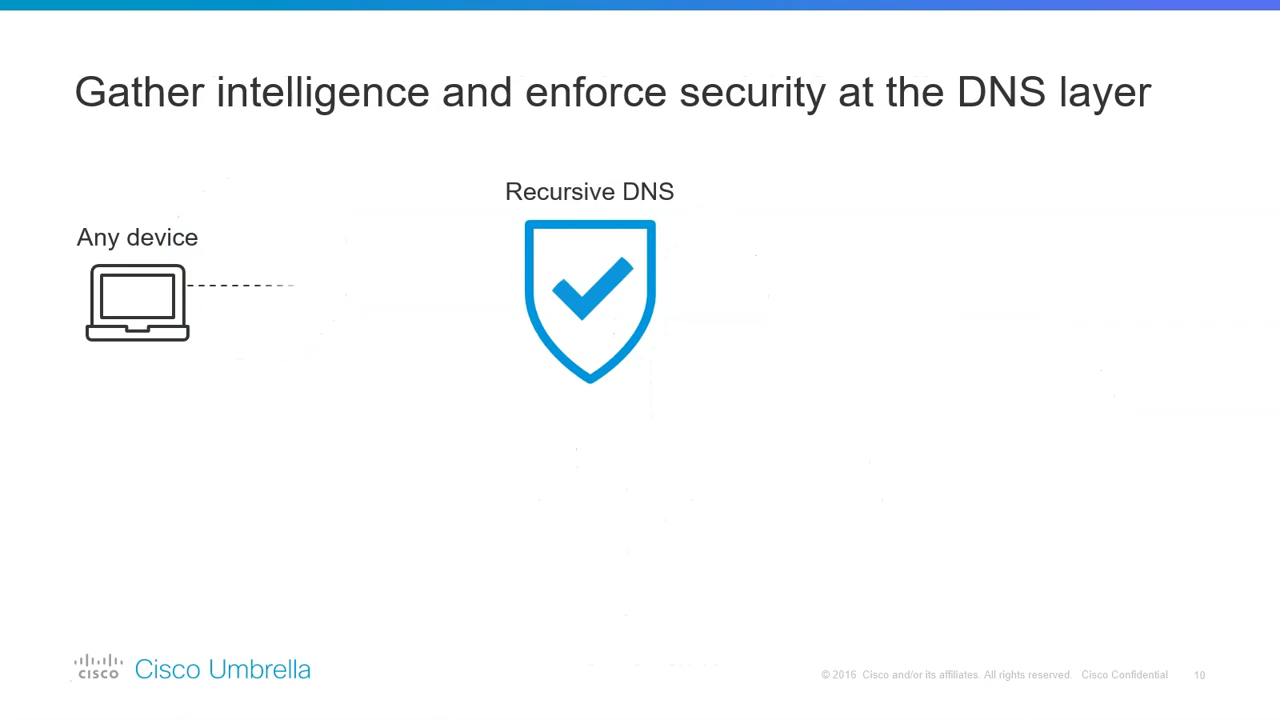 Gather intelligence and enforce security at the DNS layer
Recursive DNS
Any device
CISCO
Cisco Umbrella
© 2016 Cisco and/or its affiliates. All rights reserved. Cisco Confidential
10